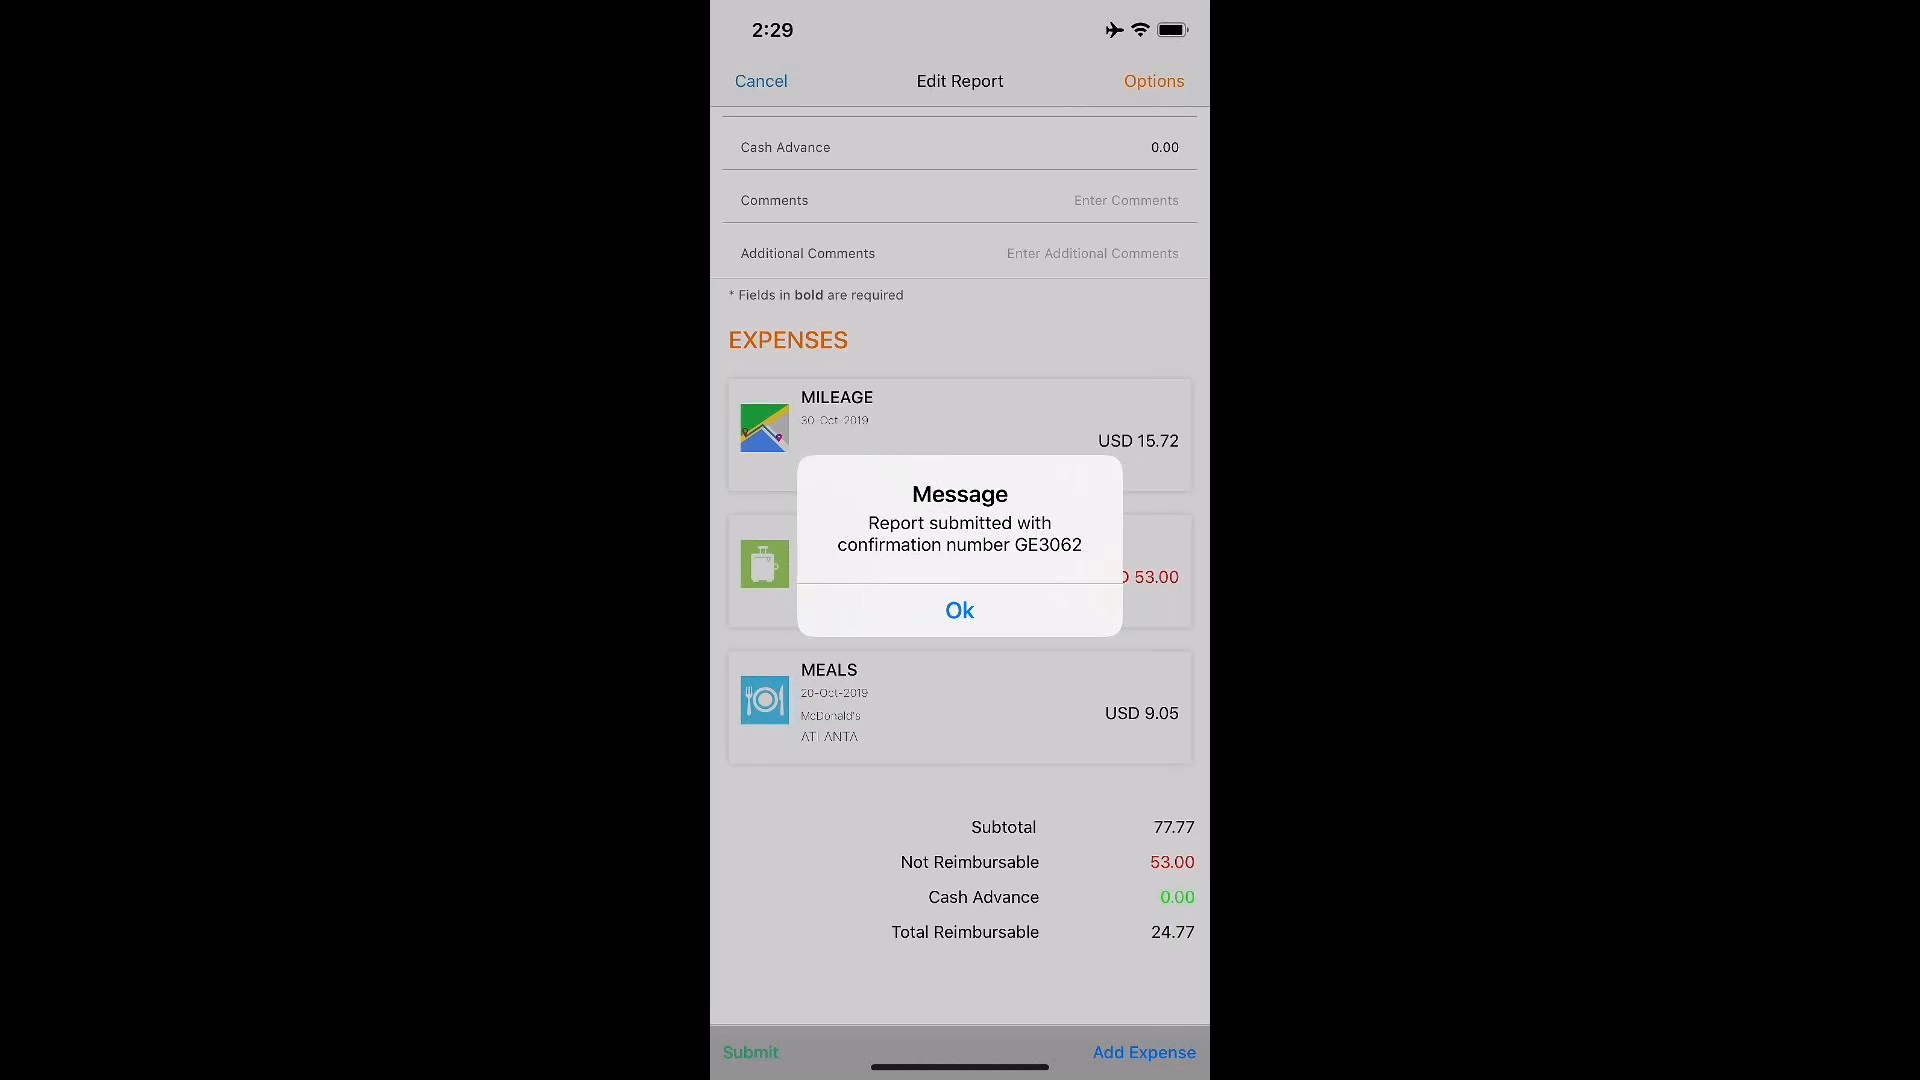 2:29
Cancel
Edit Report
Options
Cash Advance 0.00
Comments Enter Comments
Additional Comments Enter Additional Comments
* Fields in bold are required
EXPENSES
MILEAGE
30-Oct-2019
USD 15.72
Message
Report submitted with
confirmation number GE3062
53.00
Ok
MEALS
20-Oct-2019
McDonald's
USD 9.05
ATLANTA
Subtotal 77.77
Not Reimbursable 53.00
Cash Advance 0.00
Total Reimbursable 24.77
Submit
Add Expense